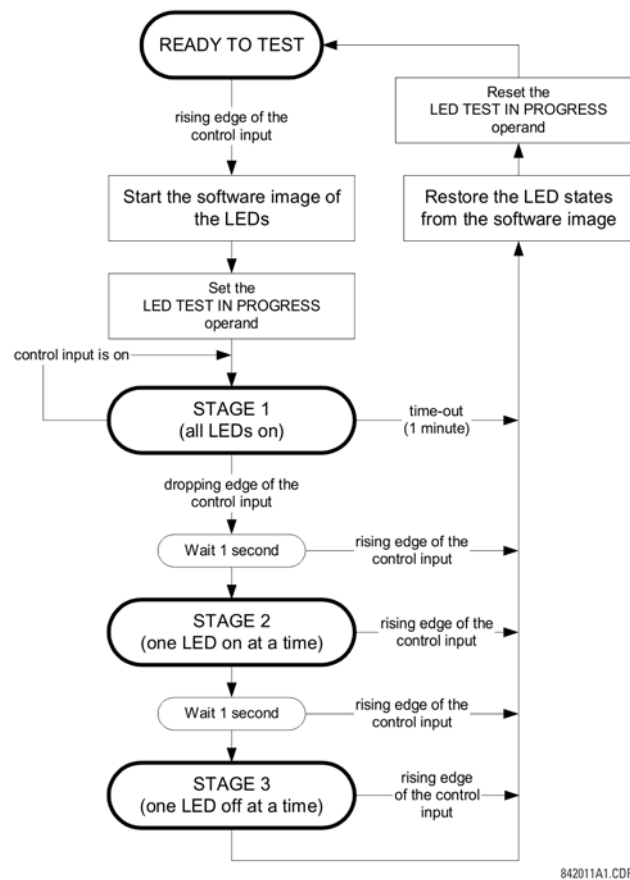 READY TO TEST
rising edge of the
control input
Start the software image of
the LEDs
Set the
LED TEST IN PROGRESS
operand
control input is on
STAGE 1
(all LEDs on)
time-out
(1 minute)
dropping edge of the
control input
Wait 1 second
rising edge of the
control input
STAGE 2
(one LED on at a time)
rising edge of the
control input
Wait 1 second
rising edge of the
control input
STAGE 3
(one LED off at a time)
rising edge
of the control
input
Restore the LED states
from the software image
Reset the
LED TEST IN PROGRESS
operand